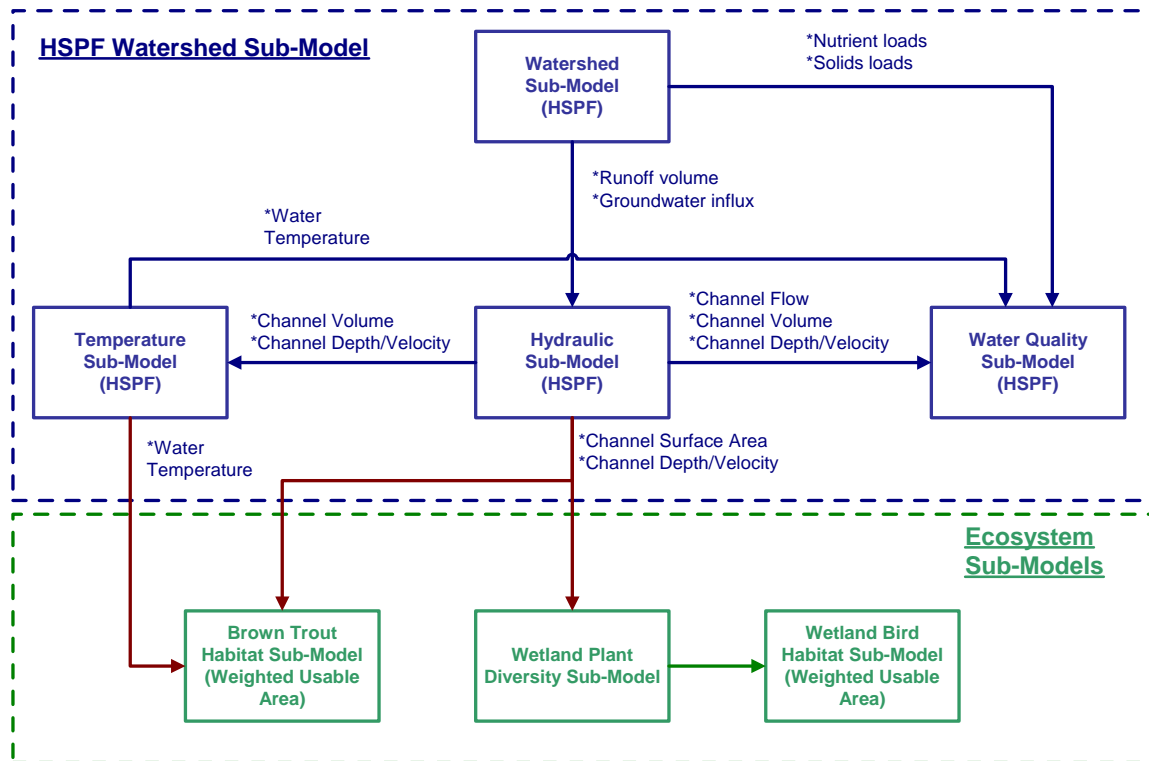 HSPF Watershed Sub-Model
Watershed
Sub-Model
(HSPF)
*Nutrient loads
*Solids loads
*Runoff volume
*Groundwater influx
*Water
Temperature
Temperature
Sub-Model
(HSPF)
*Channel Volume
*Channel Depth/Velocity
Hydraulic
Sub-Model
(HSPF)
*Channel Flow
*Channel Volume
*Channel Depth/Velocity
Water Quality
Sub-Model
(HSPF)
*Water
Temperature
*Channel Surface Area
*Channel Depth/Velocity
Ecosystem
Sub-Models
Brown Trout
Habitat Sub-Model
(Weighted Usable
Area)
Wetland Plant
Diversity Sub-Model
Wetland Bird
Habitat Sub-Model
(Weighted Usable
Area)